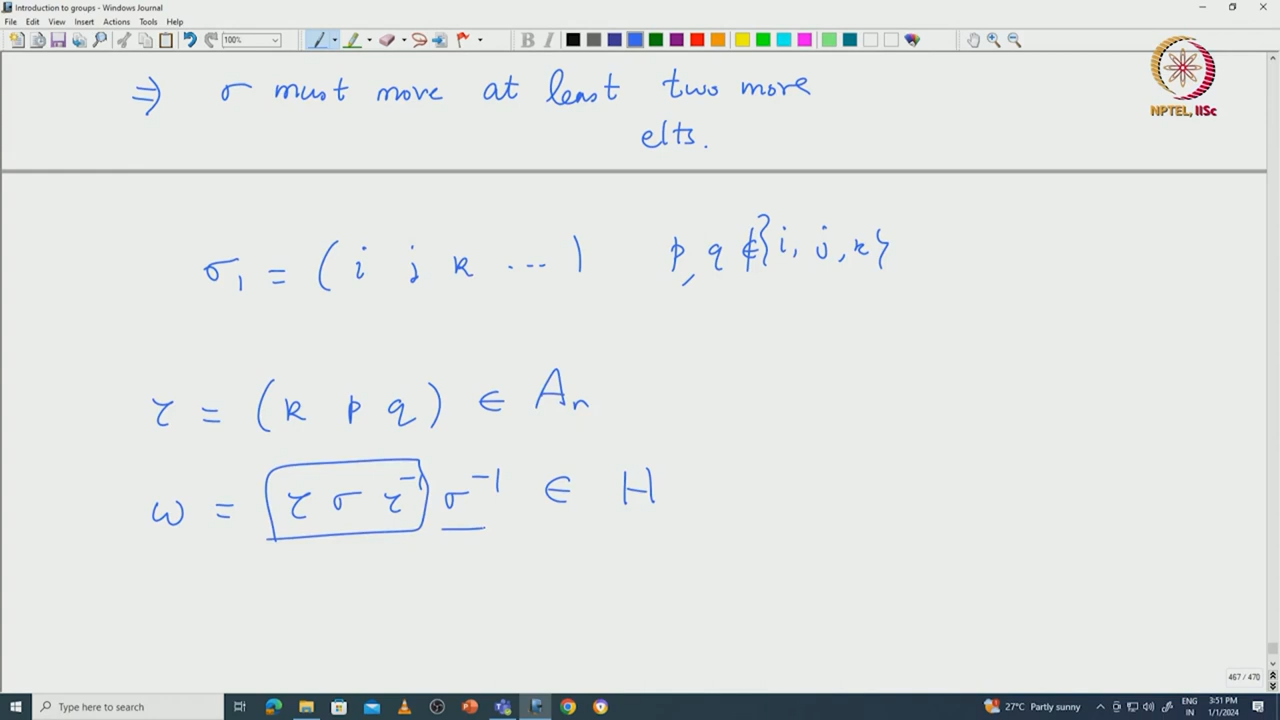 Introduction to groups - Windows Journal
File Edit View Insert Actions Tools Help
100%
B I
NPTEL, IISc
⇒ σ must move at least two more
elts.
σ₁ = (i j k ...) p, q ∉ {i, j, k}
τ = (k p q) ∈ Aₙ
ω = τ σ τ⁻¹ σ⁻¹ ∈ H
467 / 470
Type here to search
27°C Partly sunny
ENG
IN
3:51 PM
1/1/2024